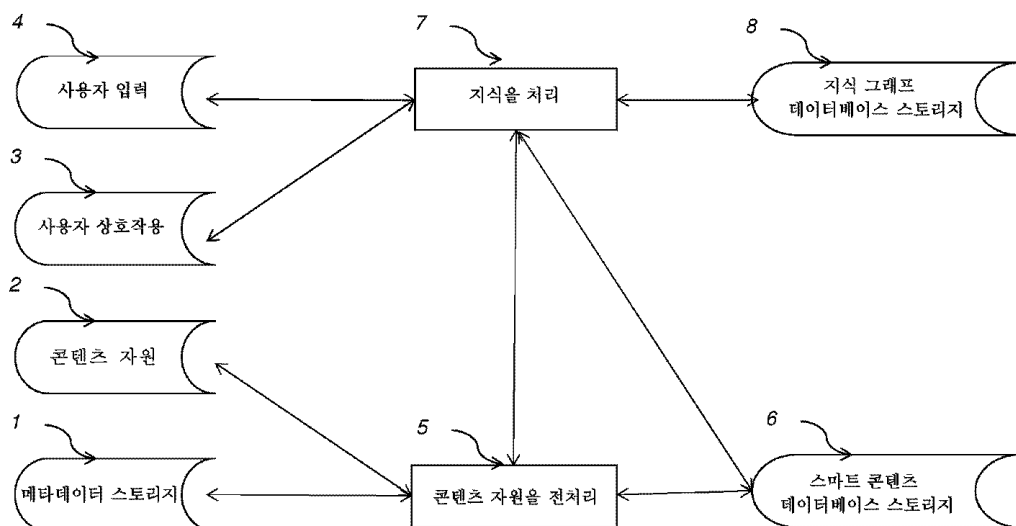 4
사용자 입력
7
지식을 처리
8
지식 그래프
데이터베이스 스토리지
3
사용자 상호작용
2
콘텐츠 자원
1
메타데이터 스토리지
5
콘텐츠 자원을 전처리
6
스마트 콘텐츠
데이터베이스 스토리지